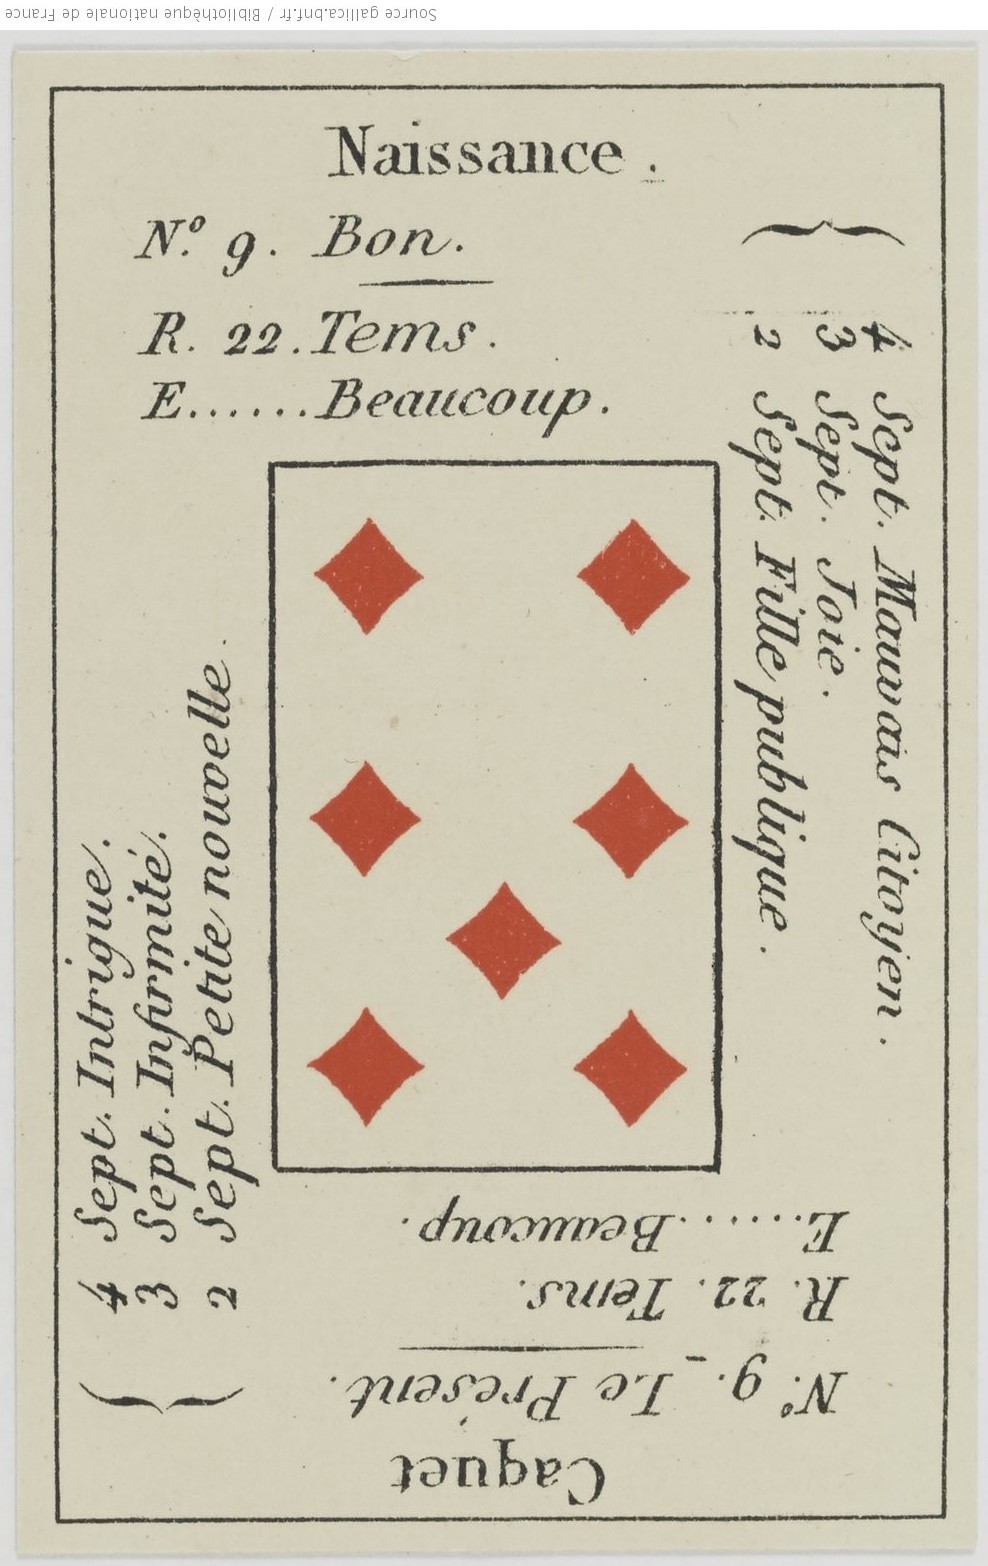 Source gallica.bnf.fr / Bibliothèque nationale de France
Naissance.
N.º 9. Bon.
R. 22. Tems.
E......Beaucoup.
4 Sept. Mauvais Citoyen.
3 Sept. Joie.
2 Sept. Fille publique.
4 Sept. Intrigue.
3 Sept. Infirmité.
2 Sept. Petite nouvelle.
Caquet
N.º 9. Le Présent.
R. 22. Tems.
E......Beaucoup.